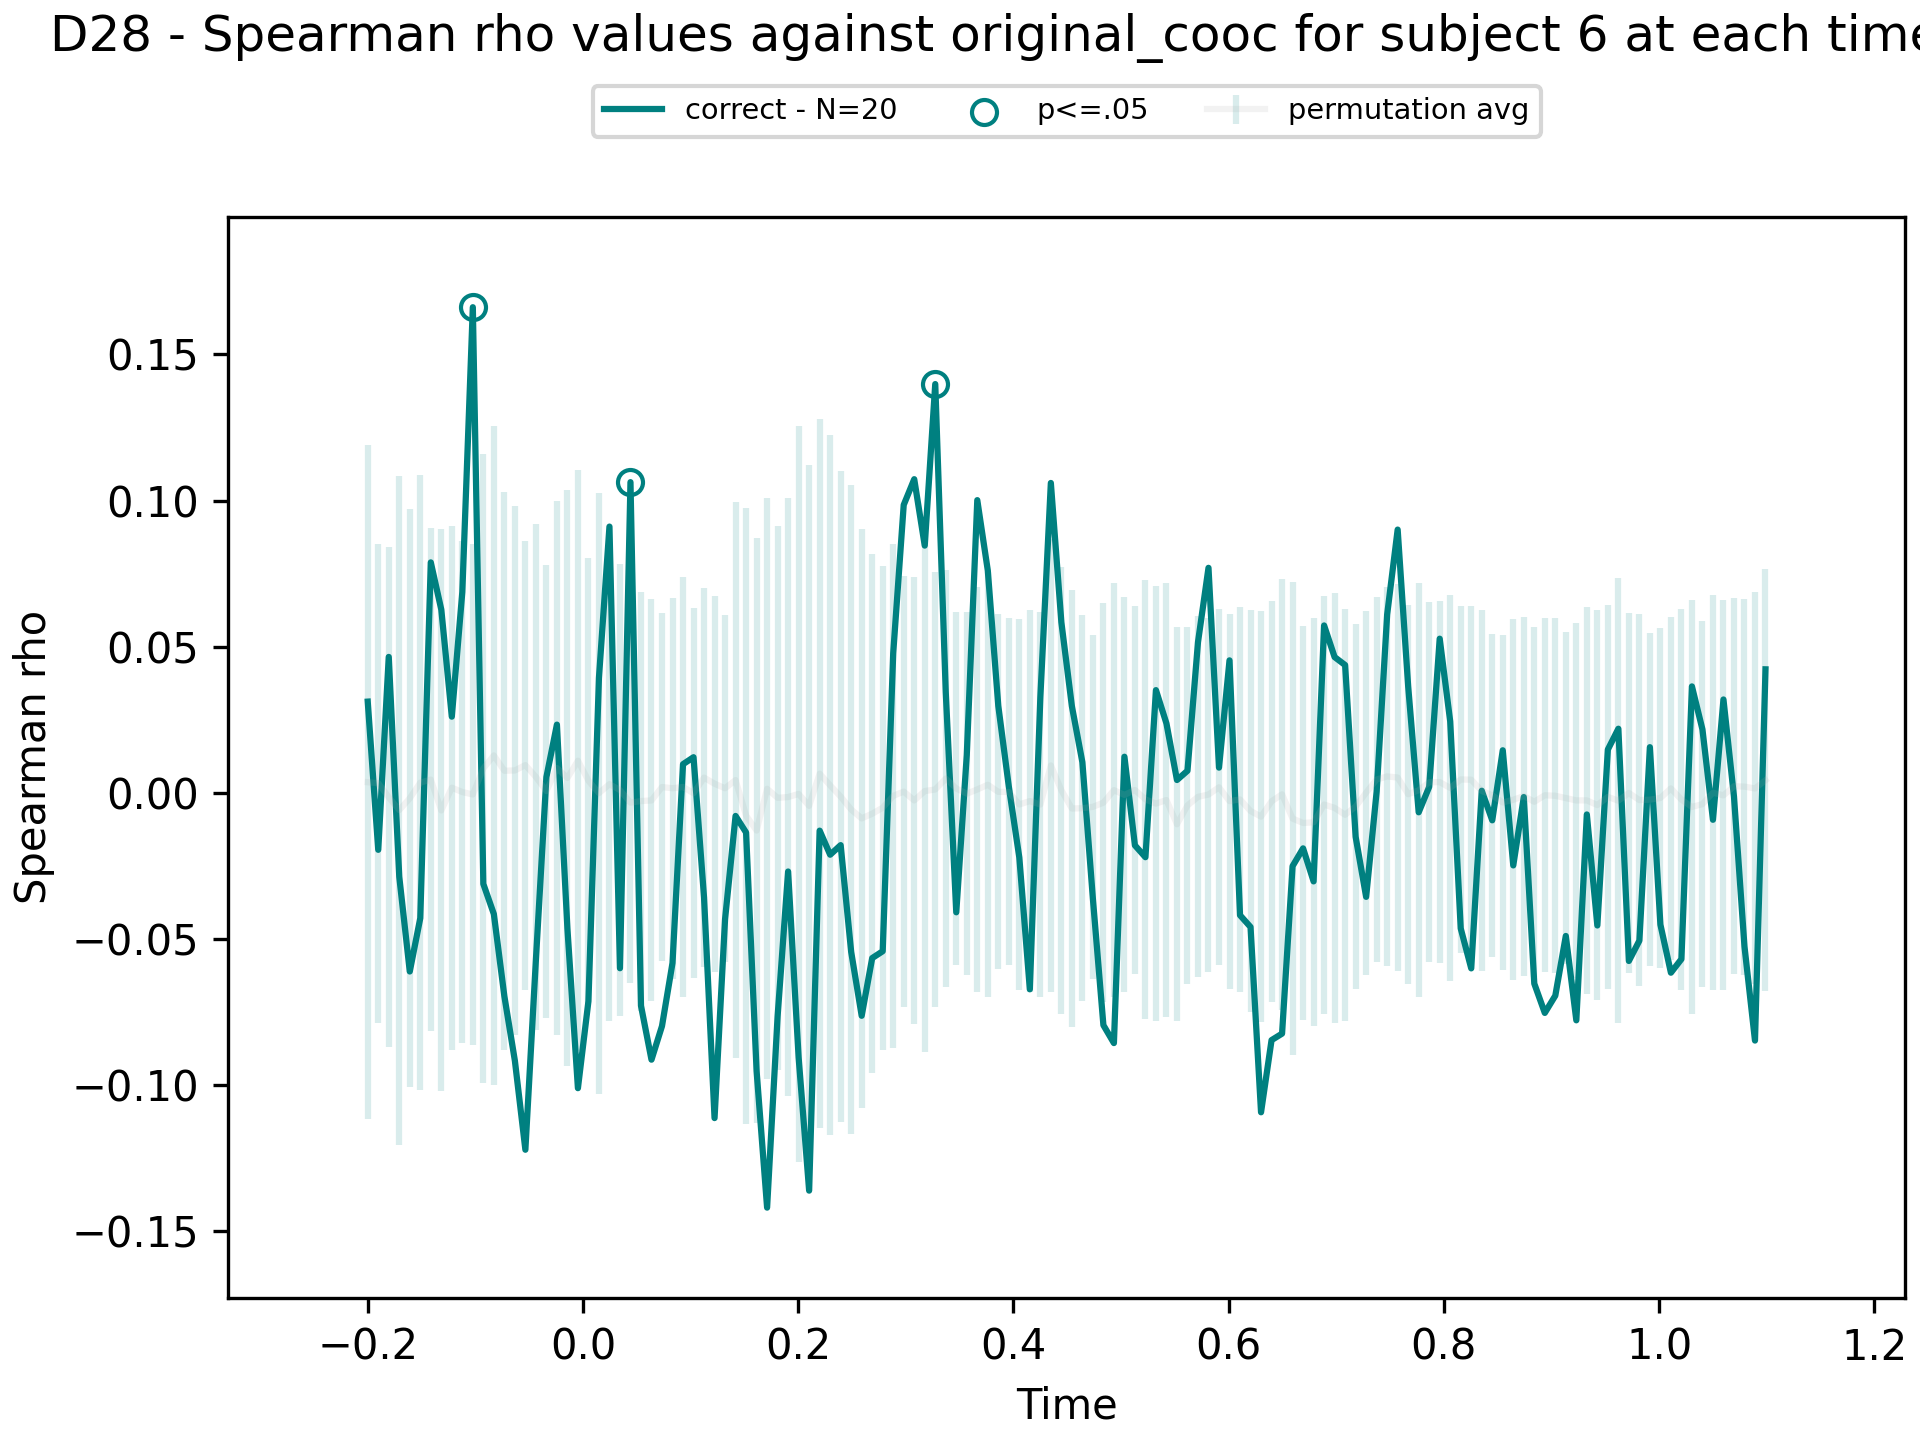 D28 - Spearman rho values against original_cooc for subject 6 at each time
correct - N=20 p<=.05 permutation avg
Spearman rho
0.15
0.10
0.05
0.00
−0.05
−0.10
−0.15
−0.2 0.0 0.2 0.4 0.6 0.8 1.0 1.2
Time